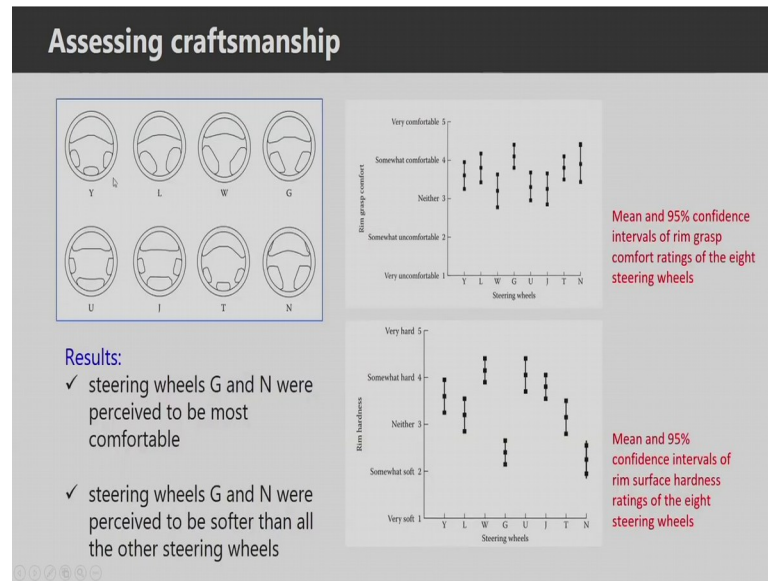 Assessing craftsmanship
Y L W G
U J T N
Results:
✓ steering wheels G and N were
perceived to be most
comfortable
✓ steering wheels G and N were
perceived to be softer than all
the other steering wheels
Rim grasp comfort
Very comfortable 5
Somewhat comfortable 4
Neither 3
Somewhat uncomfortable 2
Very uncomfortable 1
Y L W G U J T N
Steering wheels
Mean and 95% confidence
intervals of rim grasp
comfort ratings of the eight
steering wheels
Rim hardness
Very hard 5
Somewhat hard 4
Neither 3
Somewhat soft 2
Very soft 1
Y L W G U J T N
Steering wheels
Mean and 95%
confidence intervals of
rim surface hardness
ratings of the eight
steering wheels